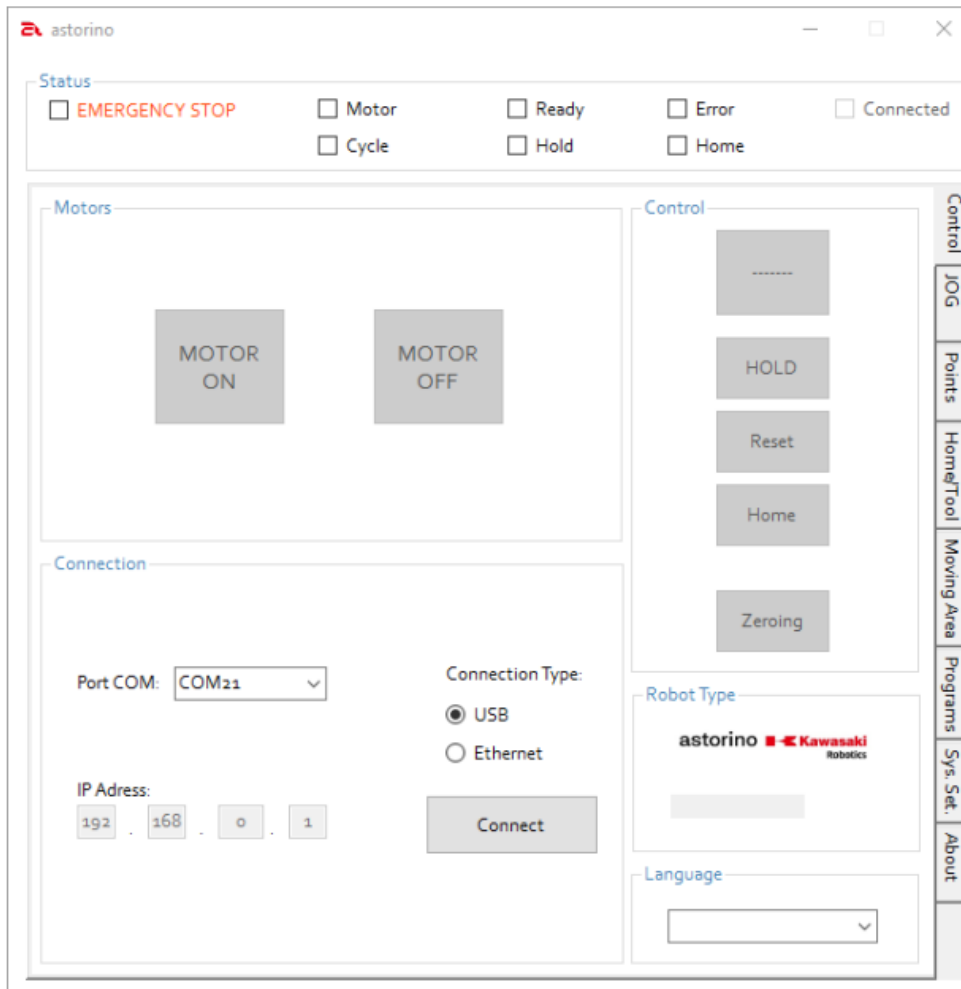 astorino
Status
EMERGENCY STOP
Motor
Ready
Error
Connected
Cycle
Hold
Home
Motors
MOTOR
ON
MOTOR
OFF
Control
-------
HOLD
Reset
Home
Zeroing
Connection
Port COM:
COM21
Connection Type:
USB
Ethernet
IP Adress:
192 . 168 . 0 . 1
Connect
Robot Type
astorino Kawasaki
Robotics
Language
Control
JOG
Points
Home/Tool
Moving Area
Programs
Sys. Set.
About